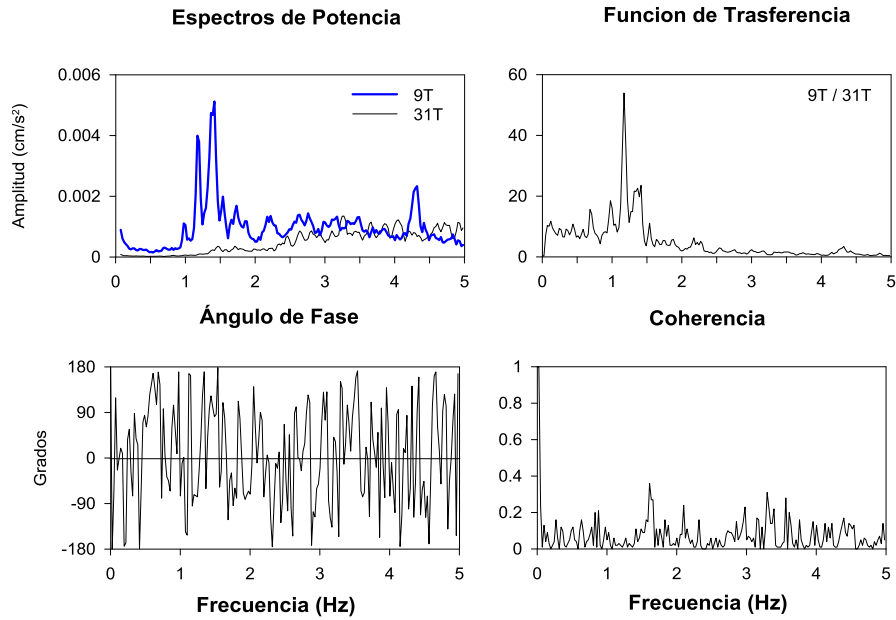 Espectros de Potencia
Funcion de Trasferencia
0.006
0.004
0.002
0
Amplitud (cm/s²)
9T
31T
0 1 2 3 4 5
60
40
20
0
9T / 31T
0 1 2 3 4 5
Ángulo de Fase
Coherencia
180
90
0
-90
-180
Grados
0 1 2 3 4 5
Frecuencia (Hz)
1
0.8
0.6
0.4
0.2
0
0 1 2 3 4 5
Frecuencia (Hz)